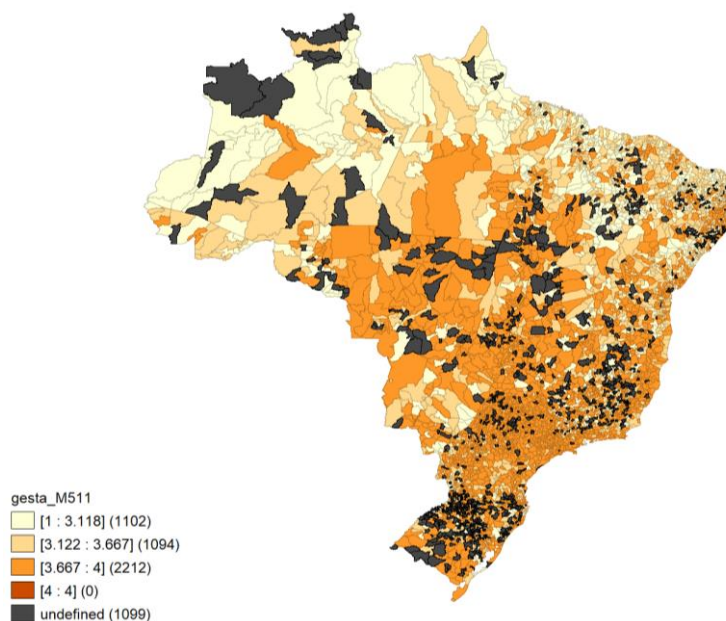 gesta_M511
[1 : 3.118] (1102)
[3.122 : 3.667] (1094)
[3.667 : 4] (2212)
[4 : 4] (0)
undefined (1099)